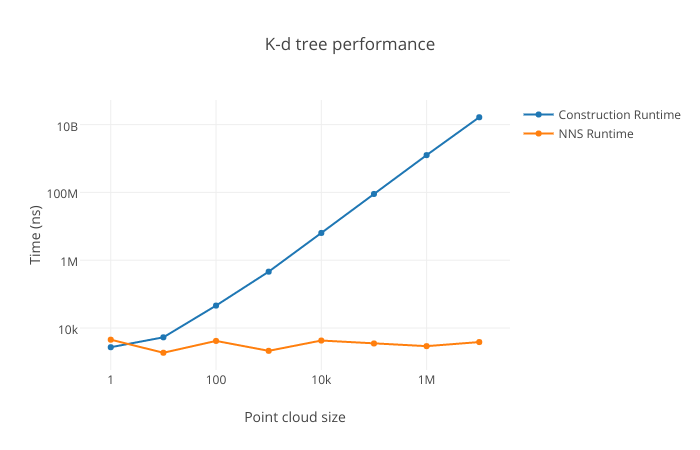 K-d tree performance
Construction Runtime
NNS Runtime
10B
100M
1M
10k
Time (ns)
1
100
10k
1M
Point cloud size